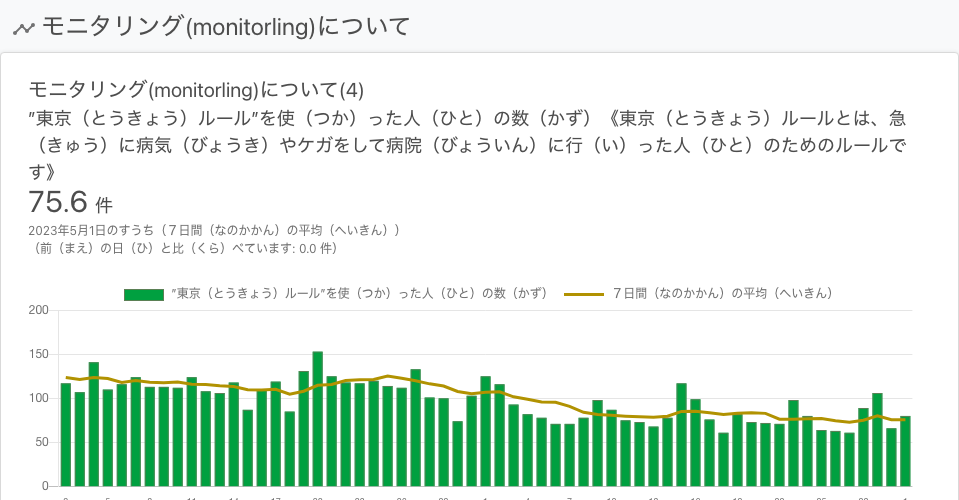 モニタリング(monitorling)について
モニタリング(monitorling)について(4)
”東京（とうきょう）ルール”を使（つか）った人（ひと）の数（かず）《東京（とうきょう）ルールとは、急
（きゅう）に病気（びょうき）やケガをして病院（びょういん）に行（い）った人（ひと）のためのルールで
す》
75.6 件
2023年5月1日のすうち（７日間（なのかかん）の平均（へいきん））
（前（まえ）の日（ひ）と比（くら）べています: 0.0 件）
”東京（とうきょう）ルール”を使（つか）った人（ひと）の数（かず） ７日間（なのかかん）の平均（へいきん）
200
150
100
50
0